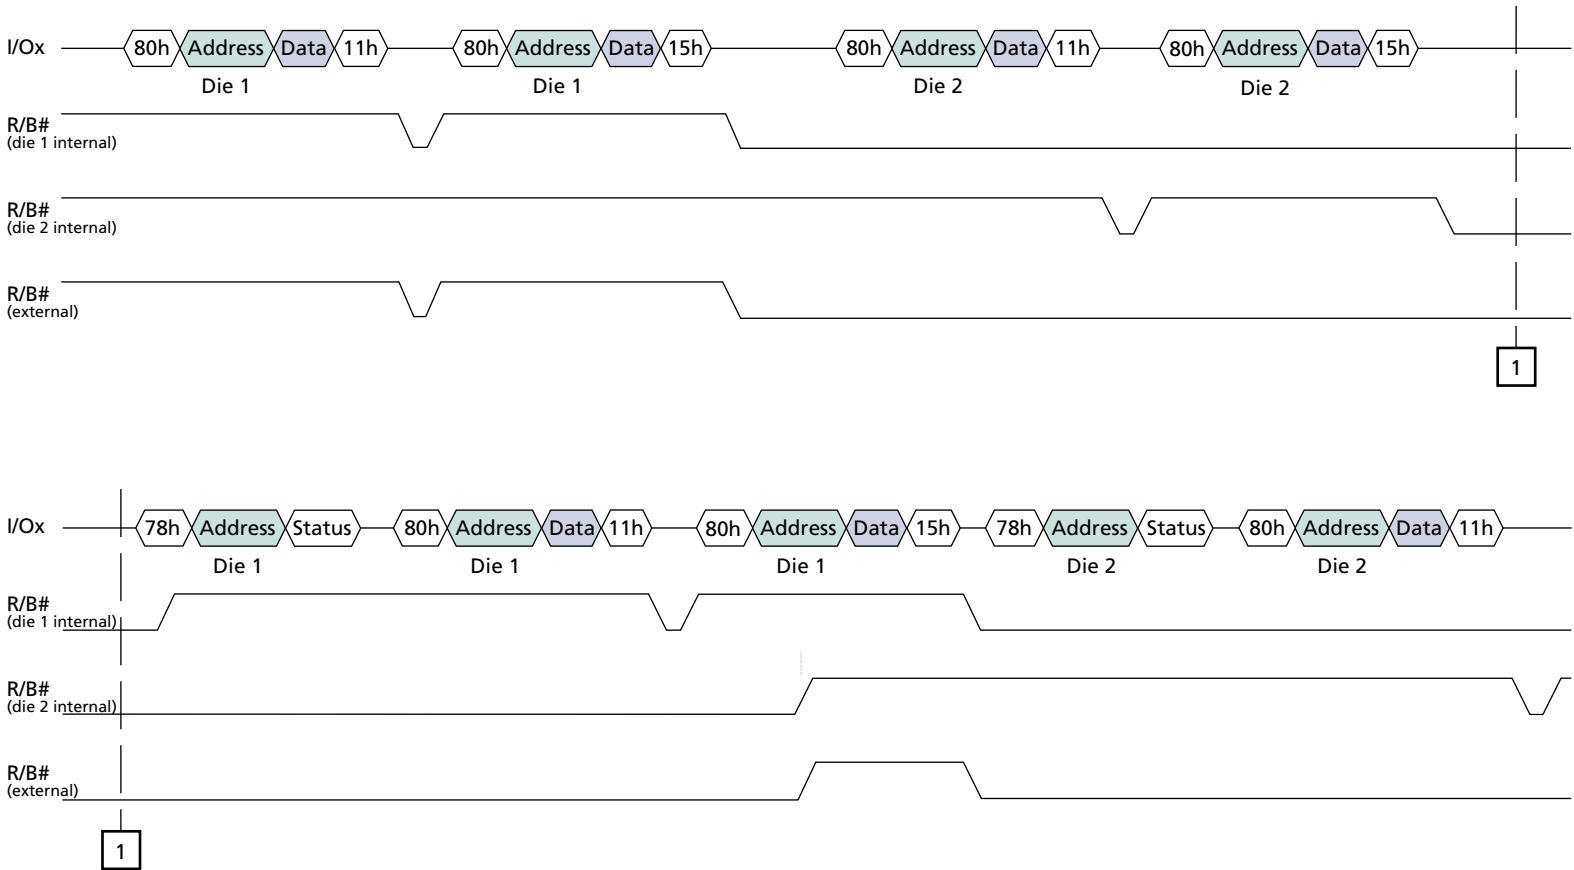 I/Ox 80h Address Data 11h 80h Address Data 15h 80h Address Data 11h 80h Address Data 15h
Die 1 Die 1 Die 2 Die 2
R/B#
(die 1 internal)
R/B#
(die 2 internal)
R/B#
(external)
1
I/Ox 78h Address Status 80h Address Data 11h 80h Address Data 15h 78h Address Status 80h Address Data 11h
Die 1 Die 1 Die 1 Die 2 Die 2
R/B#
(die 1 internal)
R/B#
(die 2 internal)
R/B#
(external)
1